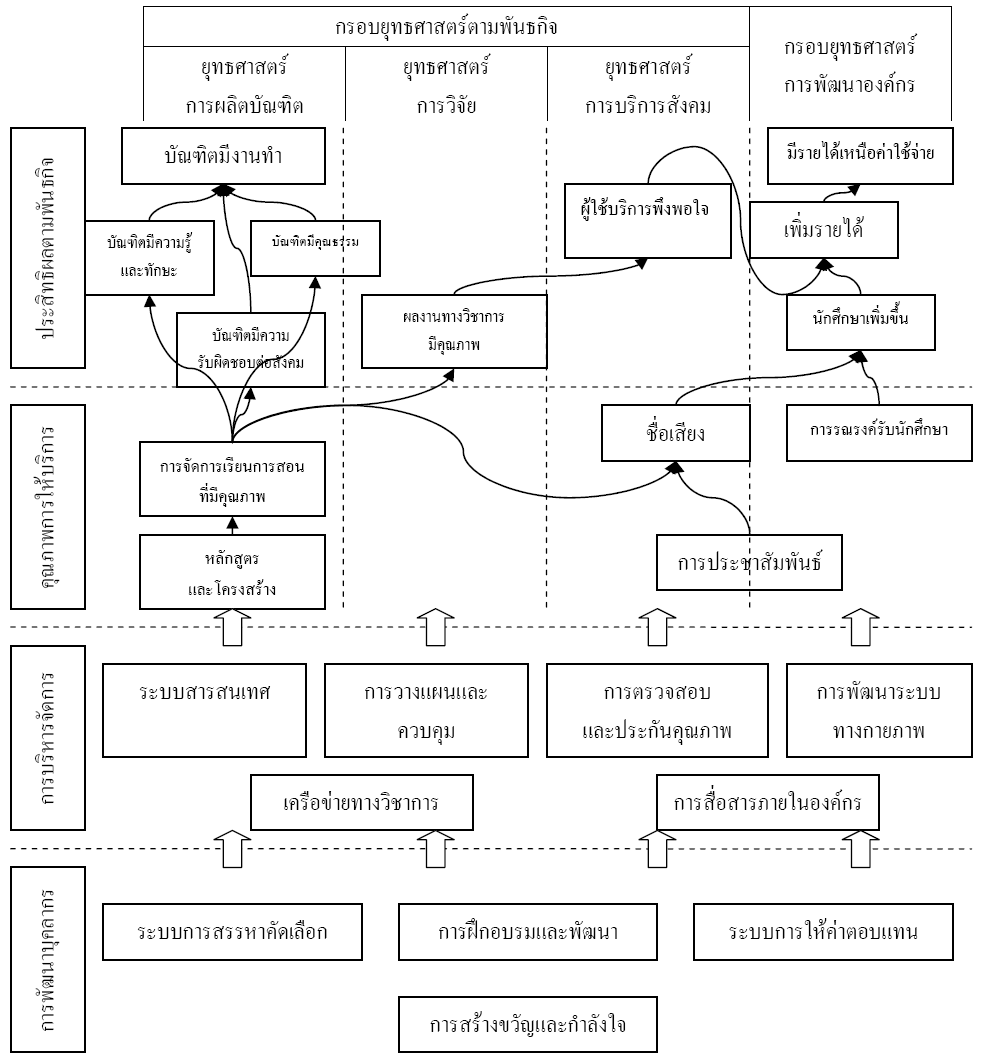 กรอบยุทธศาสตร์ตามพันธกิจ
กรอบยุทธศาสตร์
การพัฒนาองค์กร
ยุทธศาสตร์
การผลิตบัณฑิต
ยุทธศาสตร์
การวิจัย
ยุทธศาสตร์
การบริการสังคม
ประสิทธิผลตามพันธกิจ
บัณฑิตมีงานทำ
มีรายได้เหนือค่าใช้จ่าย
ผู้ใช้บริการพึงพอใจ
เพิ่มรายได้
บัณฑิตมีความรู้
และทักษะ
บัณฑิตมีคุณธรรม
ผลงานทางวิชาการ
มีคุณภาพ
นักศึกษาเพิ่มขึ้น
บัณฑิตมีความ
รับผิดชอบต่อสังคม
คุณภาพการให้บริการ
ชื่อเสียง
การรณรงค์รับนักศึกษา
การจัดการเรียนการสอน
ที่มีคุณภาพ
หลักสูตร
และโครงสร้าง
การประชาสัมพันธ์
การบริหารจัดการ
ระบบสารสนเทศ
การวางแผนและ
ควบคุม
การตรวจสอบ
และประกันคุณภาพ
การพัฒนาระบบ
ทางกายภาพ
เครือข่ายทางวิชาการ
การสื่อสารภายในองค์กร
การพัฒนาบุคลากร
ระบบการสรรหาคัดเลือก
การฝึกอบรมและพัฒนา
ระบบการให้ค่าตอบแทน
การสร้างขวัญและกำลังใจ